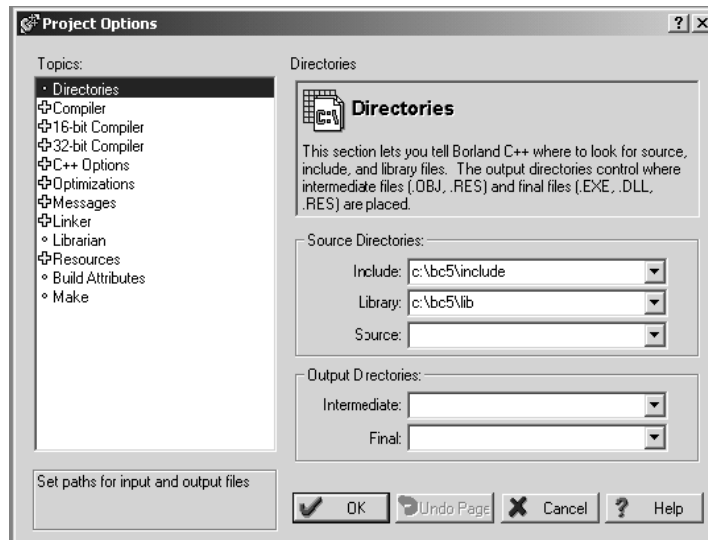 Project Options
Topics:
Directories
Compiler
16-bit Compiler
32-bit Compiler
C++ Options
Optimizations
Messages
Linker
Librarian
Resources
Build Attributes
Make
Set paths for input and output files
Directories
C:\
Directories
This section lets you tell Borland C++ where to look for source,
include, and library files. The output directories control where
intermediate files (.OBJ, .RES) and final files (.EXE, .DLL,
.RES) are placed.
Source Directories:
Include: c:\bc5\include
Library: c:\bc5\lib
Source:
Output Directories:
Intermediate:
Final:
OK Undo Page Cancel ? Help